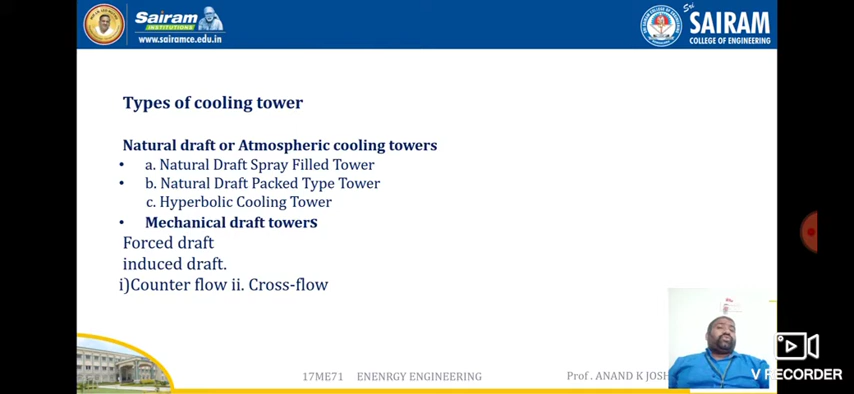 Sairam
INSTITUTIONS
www.sairamce.edu.in
Sri
SAIRAM
COLLEGE OF ENGINEERING
Types of cooling tower
Natural draft or Atmospheric cooling towers
• a. Natural Draft Spray Filled Tower
• b. Natural Draft Packed Type Tower
c. Hyperbolic Cooling Tower
• Mechanical draft towers
Forced draft
induced draft.
i)Counter flow ii. Cross-flow
17ME71 ENENRGY ENGINEERING
Prof . ANAND K JOSH
V RECORDER